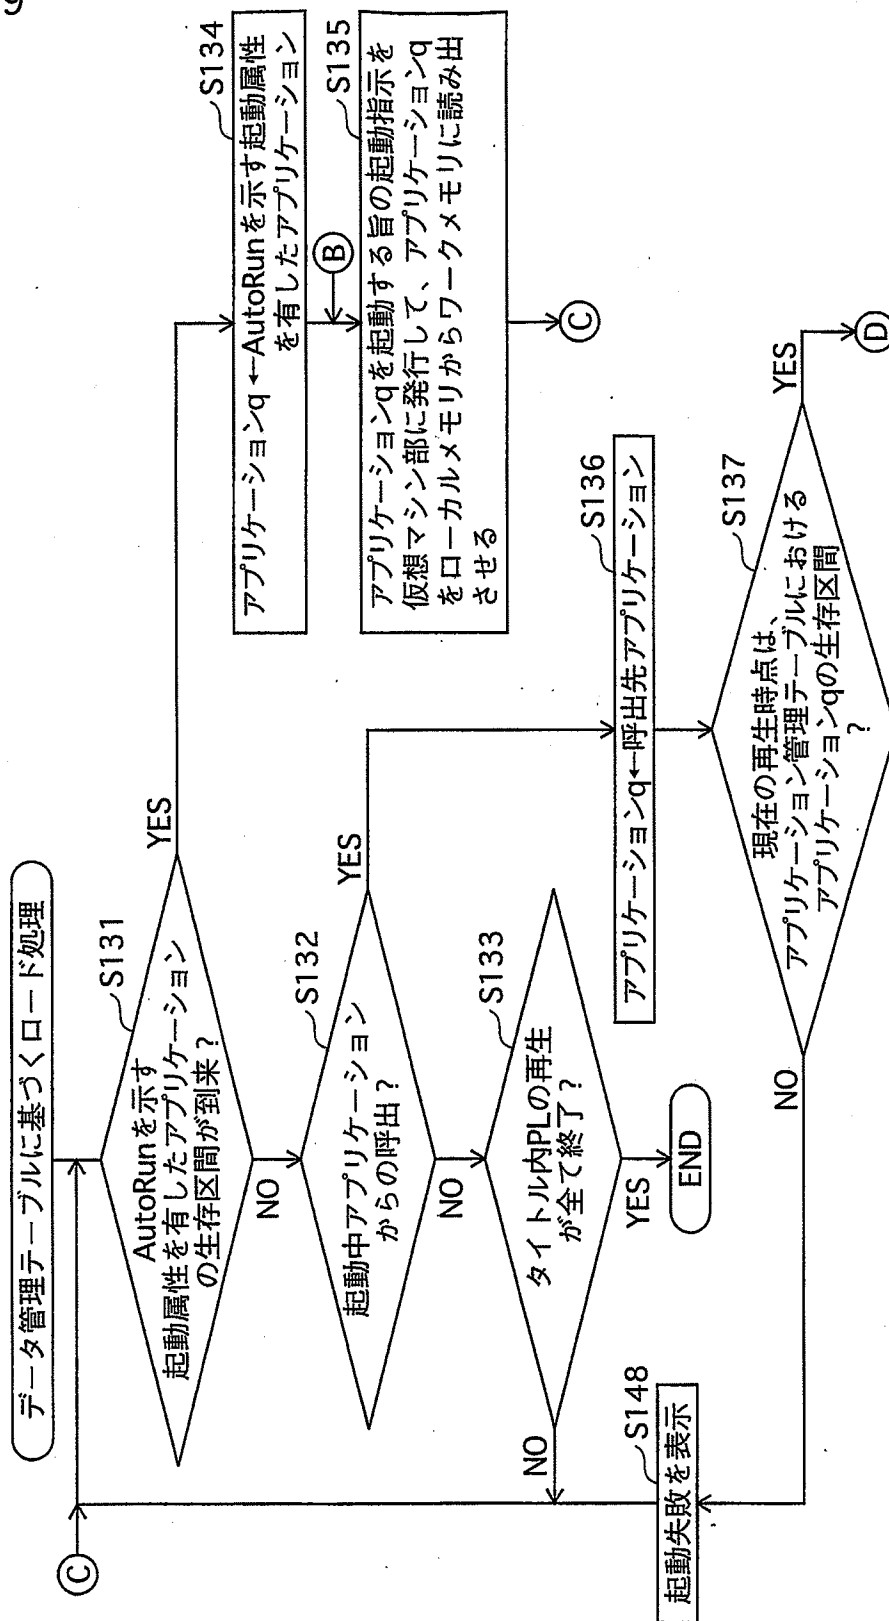 9
データ管理テーブルに基づくロード処理
C
S131
AutoRunを示す
起動属性を有したアプリケーション
の生存区間が到来？
YES
NO
S132
起動中アプリケーション
からの呼出？
YES
NO
S133
タイトル内PLの再生
が全て終了？
NO
YES
END
S134
アプリケーションq←AutoRunを示す起動属性
を有したアプリケーション
B
S135
アプリケーションqを起動する旨の起動指示を
仮想マシン部に発行して、アプリケーションq
をローカルメモリからワークメモリに読み出
させる
C
S136
アプリケーションq←呼出先アプリケーション
S137
現在の再生時点は、
アプリケーション管理テーブルにおける
アプリケーションqの生存区間
？
YES
D
NO
S148
起動失敗を表示